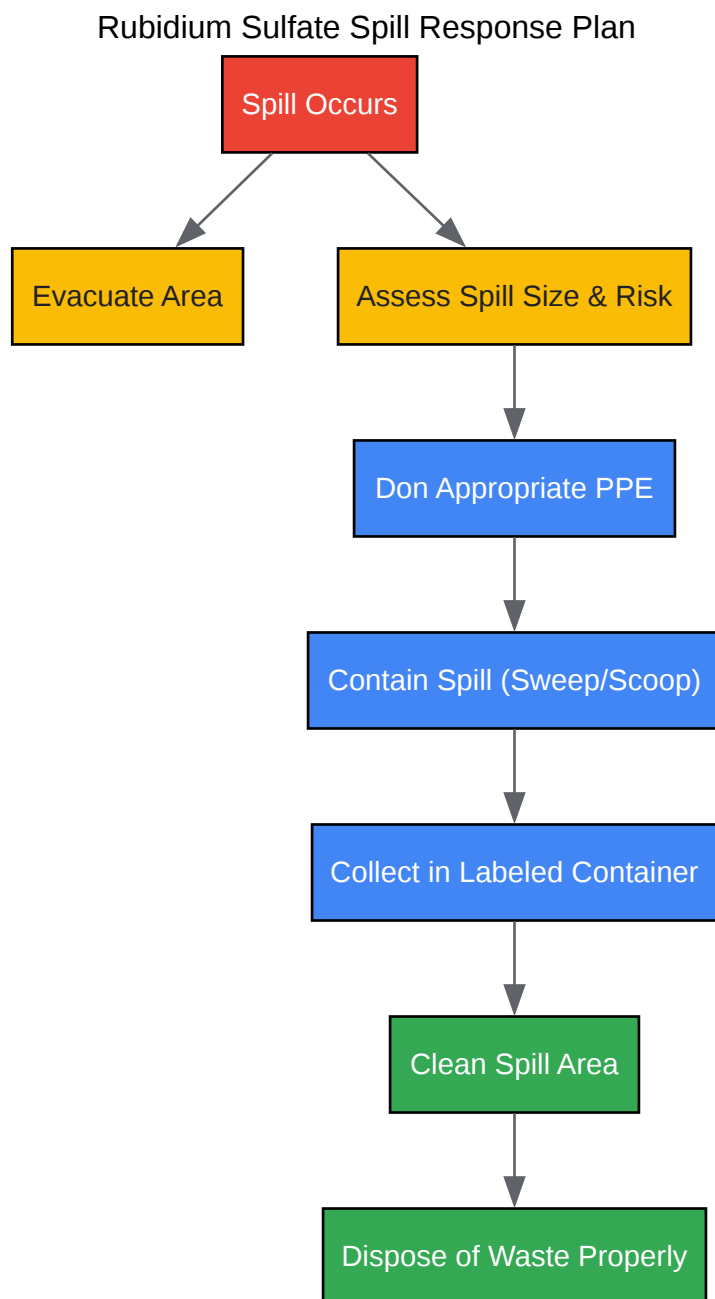 Rubidium Sulfate Spill Response Plan
Spill Occurs
Evacuate Area
Assess Spill Size & Risk
Don Appropriate PPE
Contain Spill (Sweep/Scoop)
Collect in Labeled Container
Clean Spill Area
Dispose of Waste Properly